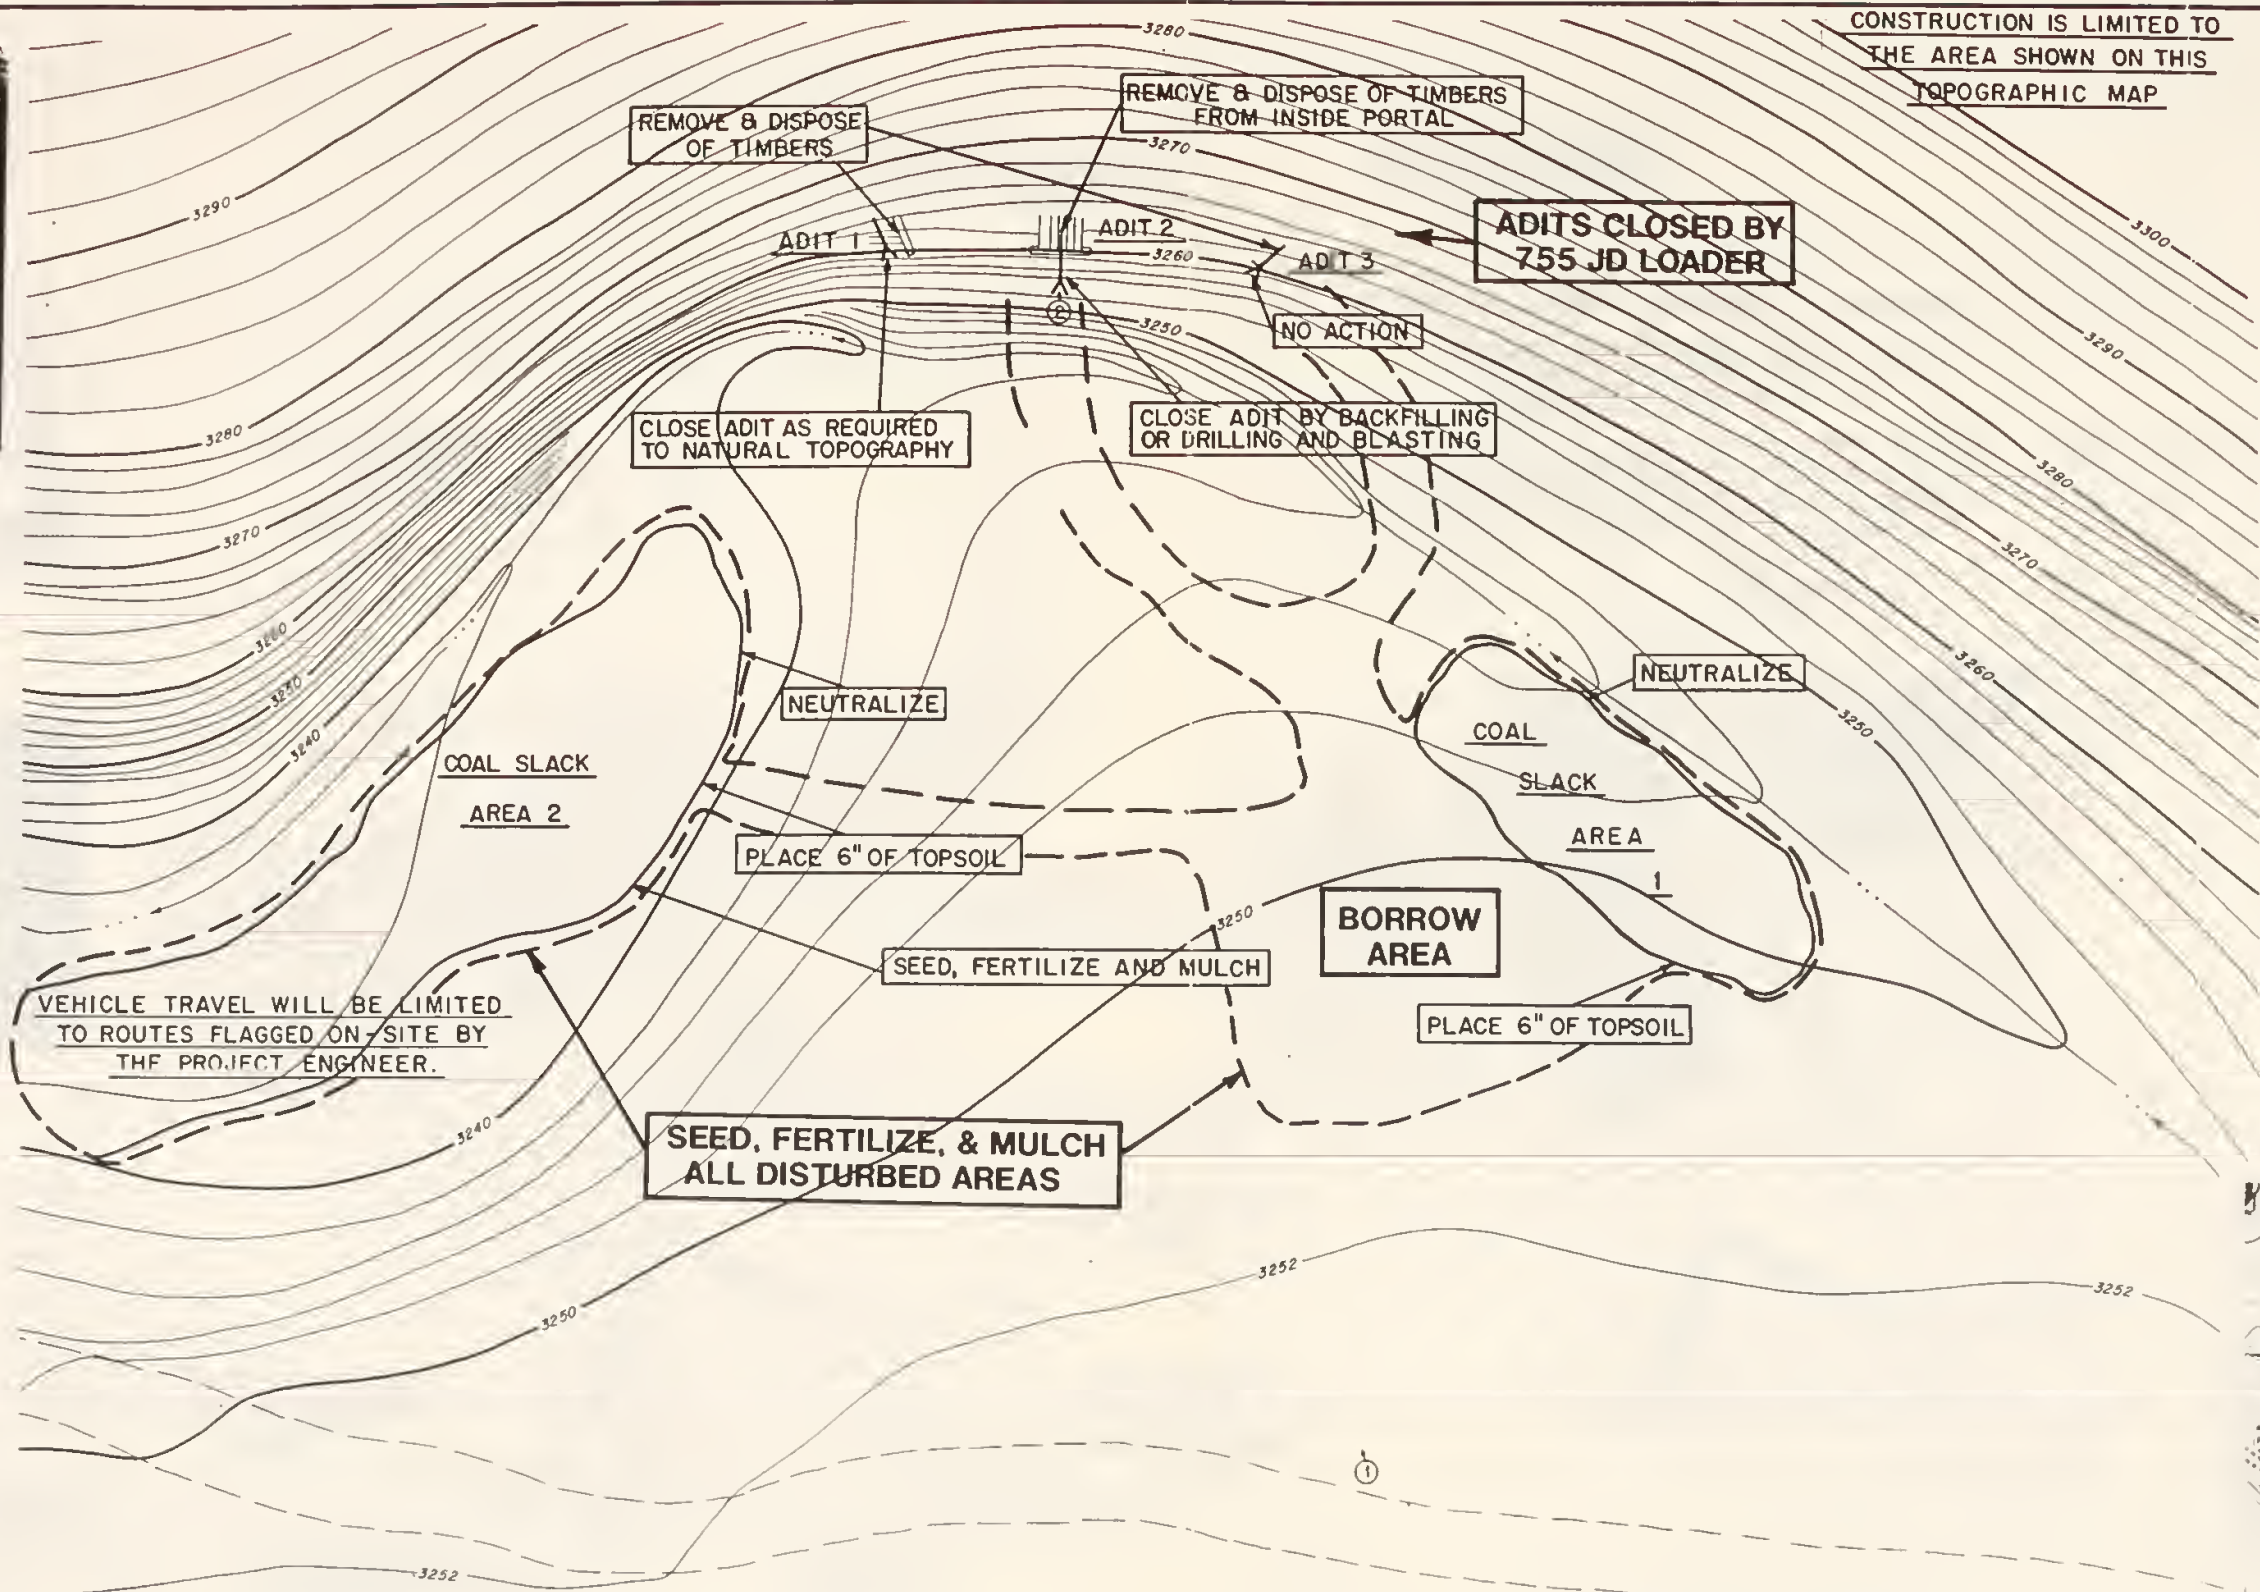 CONSTRUCTION IS LIMITED TO
THE AREA SHOWN ON THIS
TOPOGRAPHIC MAP
3280
REMOVE & DISPOSE
OF TIMBERS
REMOVE & DISPOSE OF TIMBERS
FROM INSIDE PORTAL
3270
3290
3300
ADIT 1
ADIT 2
3260
ADIT 3
ADITS CLOSED BY
755 JD LOADER
2
3250
NO ACTION
3290
3280
CLOSE ADIT AS REQUIRED
TO NATURAL TOPOGRAPHY
CLOSE ADIT BY BACKFILLING
OR DRILLING AND BLASTING
3280
3270
3270
3260
3260
3250
NEUTRALIZE
NEUTRALIZE
3250
3240
COAL SLACK
AREA 2
COAL
SLACK
AREA
1
PLACE 6" OF TOPSOIL
3250
BORROW
AREA
SEED, FERTILIZE AND MULCH
VEHICLE TRAVEL WILL BE LIMITED
TO ROUTES FLAGGED ON-SITE BY
THE PROJECT ENGINEER.
PLACE 6" OF TOPSOIL
3240
SEED, FERTILIZE, & MULCH
ALL DISTURBED AREAS
3252
3252
3250
1
3252